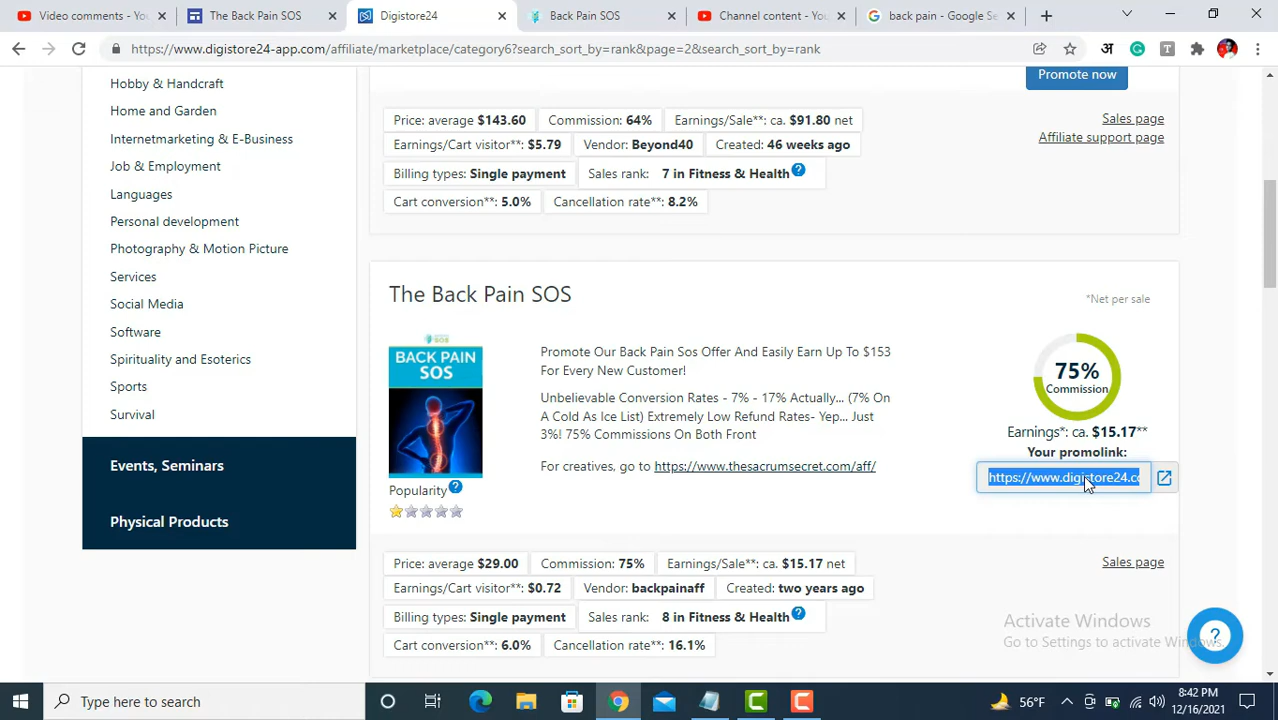 Video comments - Yo
The Back Pain SOS
Digistore24
Back Pain SOS
Channel content - Yo
back pain - Google Se
https://www.digistore24-app.com/affiliate/marketplace/category6?search_sort_by=rank&page=2&search_sort_by=rank
अ
T
Hobby & Handcraft
Home and Garden
Internetmarketing & E-Business
Job & Employment
Languages
Personal development
Photography & Motion Picture
Services
Social Media
Software
Spirituality and Esoterics
Sports
Survival
Events, Seminars
Physical Products
Promote now
Price: average $143.60
Commission: 64%
Earnings/Sale**: ca. $91.80 net
Sales page
Affiliate support page
Earnings/Cart visitor**: $5.79
Vendor: Beyond40
Created: 46 weeks ago
Billing types: Single payment
Sales rank: 7 in Fitness & Health ?
Cart conversion**: 5.0%
Cancellation rate**: 8.2%
The Back Pain SOS
*Net per sale
SOS
BACK PAIN
SOS
Promote Our Back Pain Sos Offer And Easily Earn Up To $153
For Every New Customer!
Unbelievable Conversion Rates - 7% - 17% Actually... (7% On
A Cold As Ice List) Extremely Low Refund Rates- Yep... Just
3%! 75% Commissions On Both Front
For creatives, go to https://www.thesacrumsecret.com/aff/
75%
Commission
Earnings*: ca. $15.17**
Your promolink:
https://www.digistore24.co
Popularity ?
Price: average $29.00
Commission: 75%
Earnings/Sale**: ca. $15.17 net
Sales page
Earnings/Cart visitor**: $0.72
Vendor: backpainaff
Created: two years ago
Billing types: Single payment
Sales rank: 8 in Fitness & Health ?
Cart conversion**: 6.0%
Cancellation rate**: 16.1%
Activate Windows
Go to Settings to activate Windows.
?
Type here to search
56°F
8:42 PM
12/16/2021